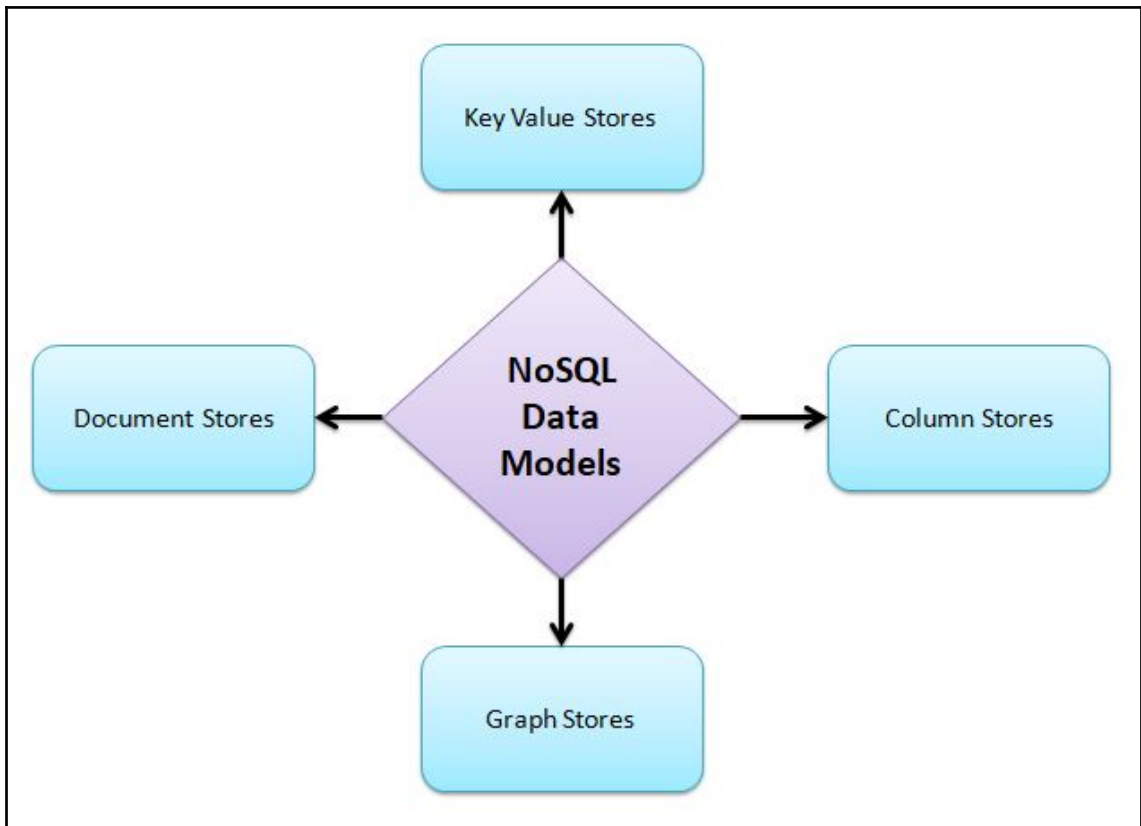 Key Value Stores
Document Stores
NoSQL
Data
Models
Column Stores
Graph Stores